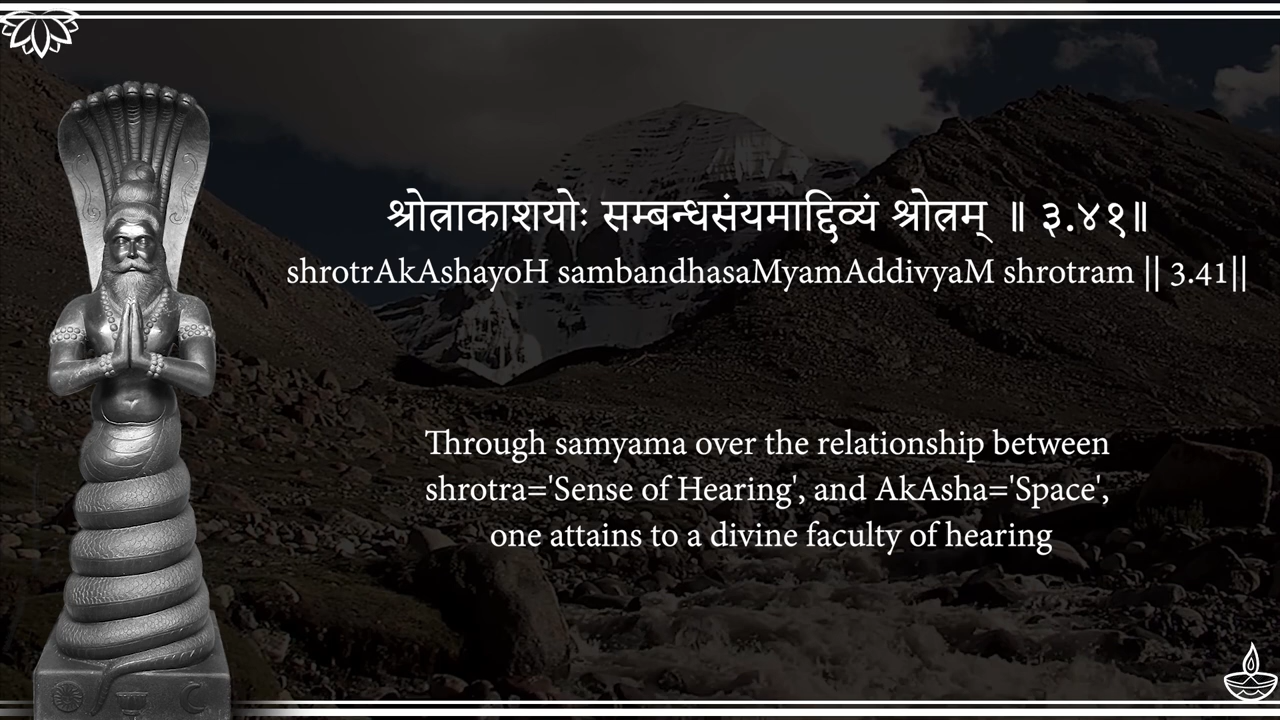 श्रोत्राकाशयोः सम्बन्धसंयमाद्दिव्यं श्रोत्रम् ॥ ३.४१॥
shrotrAkAshayoH sambandhasaMyamAddivyaM shrotram || 3.41||
Through samyama over the relationship between
shrotra='Sense of Hearing', and AkAsha='Space',
one attains to a divine faculty of hearing